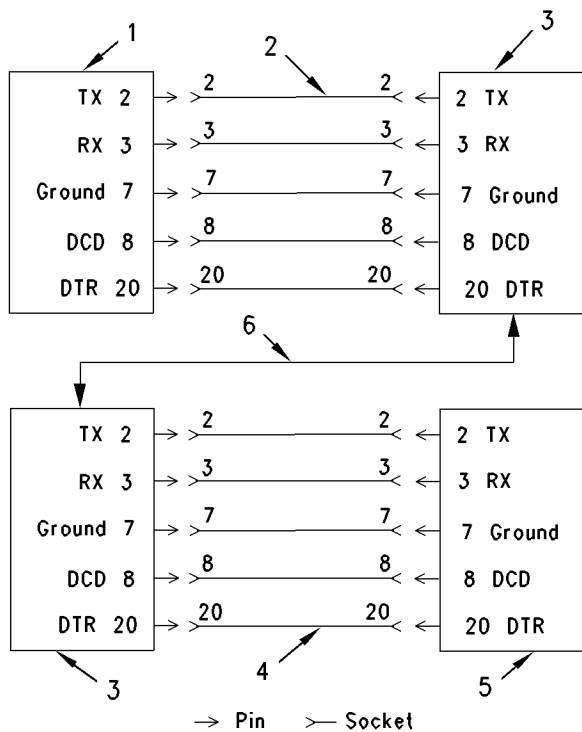 1 2 3
TX 2 2 2 2 TX
RX 3 3 3 3 RX
Ground 7 7 7 7 Ground
DCD 8 8 8 8 DCD
DTR 20 20 20 20 DTR
6
TX 2 2 2 2 TX
RX 3 3 3 3 RX
Ground 7 7 7 7 Ground
DCD 8 8 8 8 DCD
DTR 20 20 20 20 DTR
3 4 5
Pin Socket